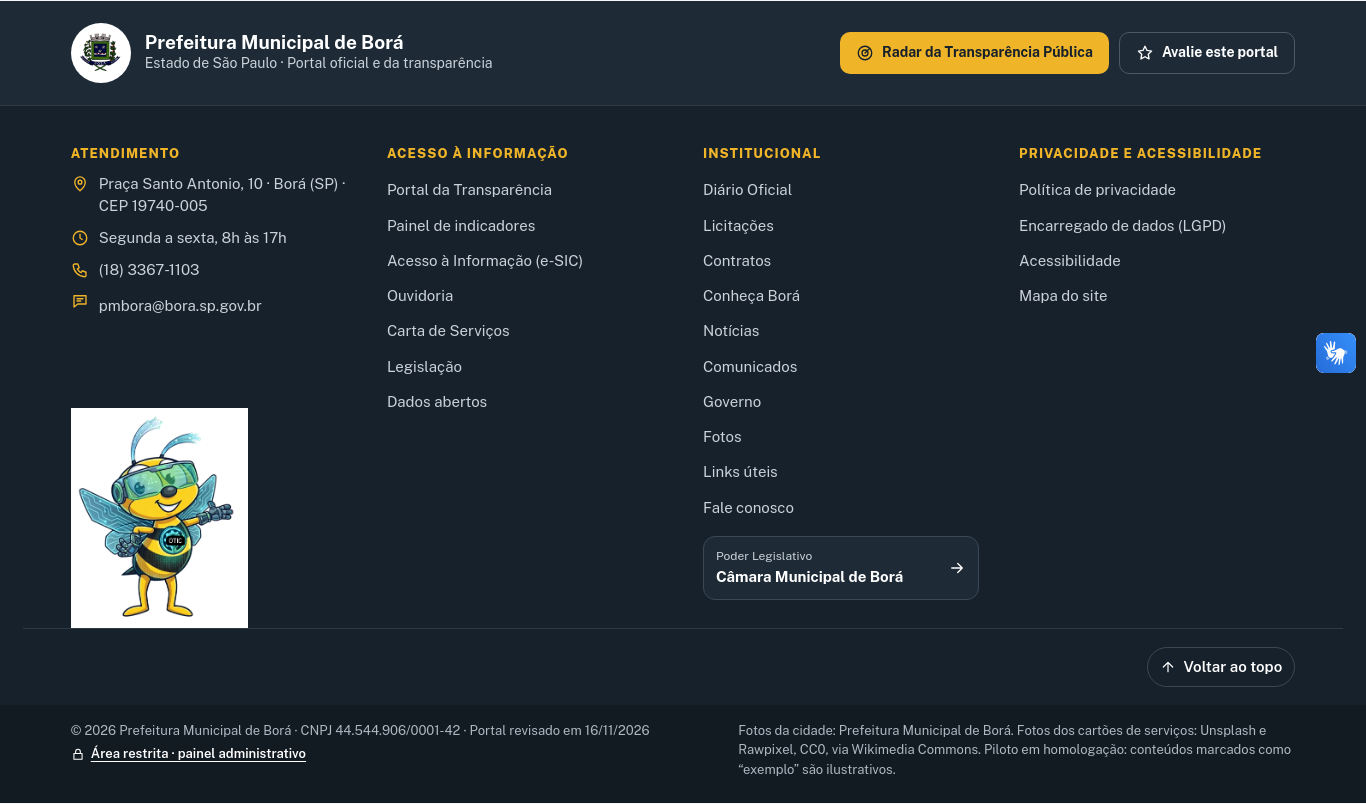 Prefeitura Municipal de Borá
Estado de São Paulo · Portal oficial e da transparência
Radar da Transparência Pública
Avalie este portal
ATENDIMENTO
Praça Santo Antonio, 10 · Borá (SP) ·
CEP 19740-005
Segunda a sexta, 8h às 17h
(18) 3367-1103
pmbora@bora.sp.gov.br
OTIC
ACESSO À INFORMAÇÃO
Portal da Transparência
Painel de indicadores
Acesso à Informação (e-SIC)
Ouvidoria
Carta de Serviços
Legislação
Dados abertos
INSTITUCIONAL
Diário Oficial
Licitações
Contratos
Conheça Borá
Notícias
Comunicados
Governo
Fotos
Links úteis
Fale conosco
Poder Legislativo
Câmara Municipal de Borá
PRIVACIDADE E ACESSIBILIDADE
Política de privacidade
Encarregado de dados (LGPD)
Acessibilidade
Mapa do site
Voltar ao topo
© 2026 Prefeitura Municipal de Borá · CNPJ 44.544.906/0001-42 · Portal revisado em 16/11/2026
Área restrita · painel administrativo
Fotos da cidade: Prefeitura Municipal de Borá. Fotos dos cartões de serviços: Unsplash e
Rawpixel, CC0, via Wikimedia Commons. Piloto em homologação: conteúdos marcados como
“exemplo” são ilustrativos.